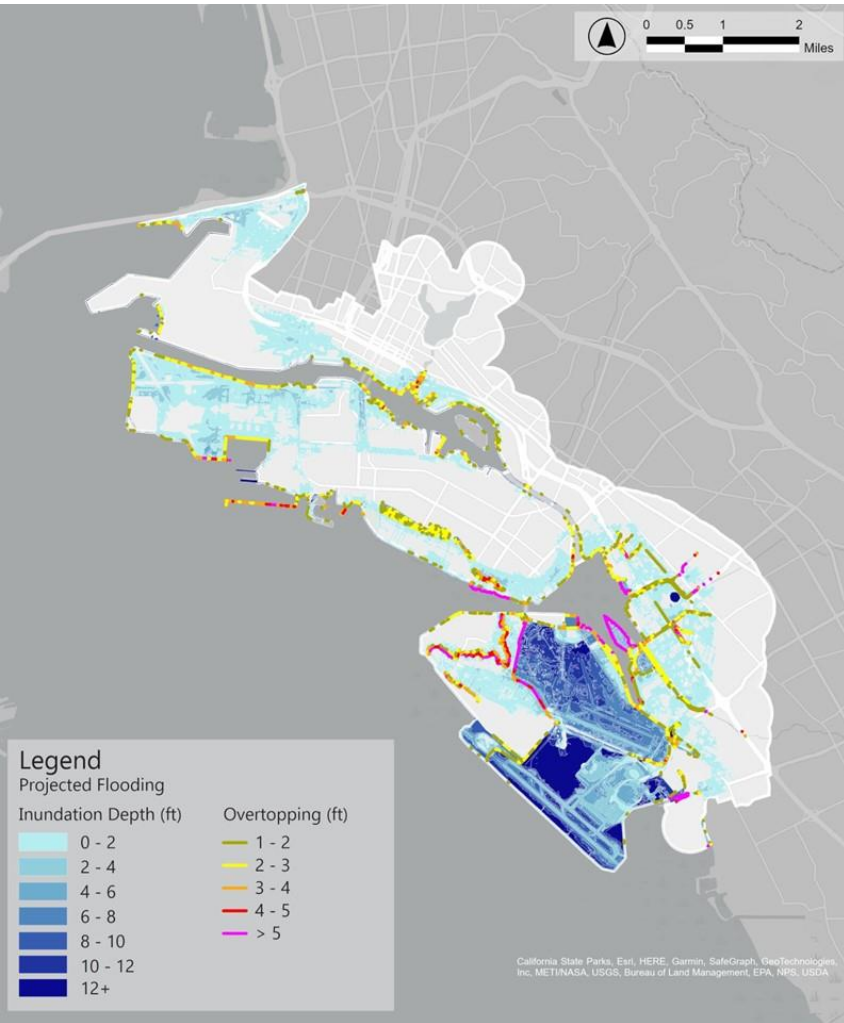 0 0.5 1 2
Miles
Legend
Projected Flooding
Inundation Depth (ft)
0 - 2
2 - 4
4 - 6
6 - 8
8 - 10
10 - 12
12+
Overtopping (ft)
1 - 2
2 - 3
3 - 4
4 - 5
> 5
California State Parks, Esri, HERE, Garmin, SafeGraph, GeoTechnologies,
Inc, METI/NASA, USGS, Bureau of Land Management, EPA, NPS, USDA